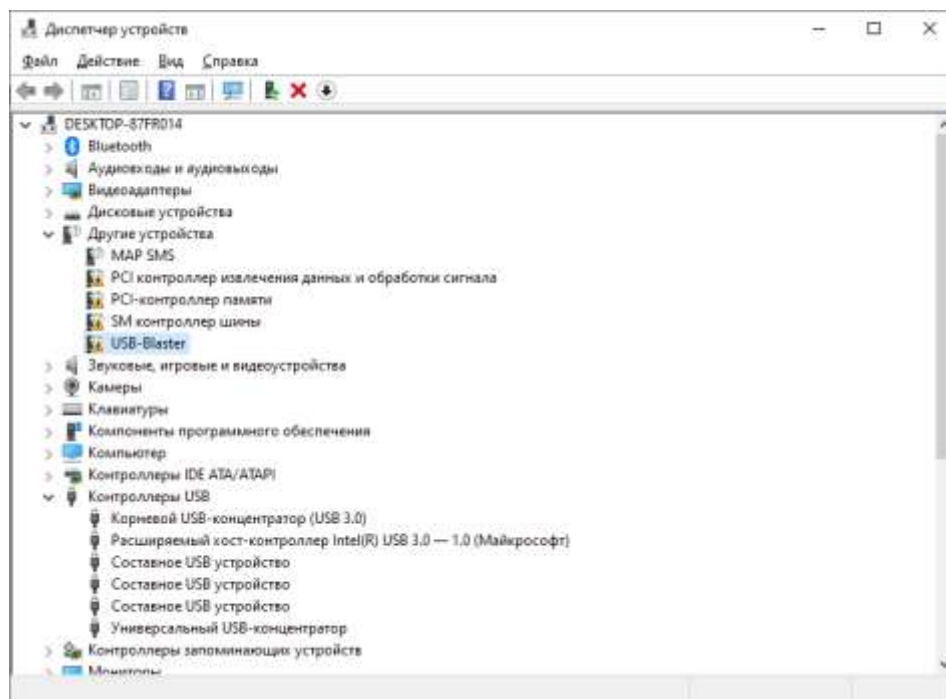 Диспетчер устройств
Файл Действие Вид Справка
DESKTOP-87FR014
Bluetooth
Аудиовходы и аудиовыходы
Видеоадаптеры
Дисковые устройства
Другие устройства
MAP SMS
PCI контроллер извлечения данных и обработки сигнала
PCI-контроллер памяти
SM контроллер шины
USB-Blaster
Звуковые, игровые и видеоустройства
Камеры
Клавиатуры
Компоненты программного обеспечения
Компьютер
Контроллеры IDE ATA/ATAPI
Контроллеры USB
Корневой USB-концентратор (USB 3.0)
Расширяемый хост-контроллер Intel(R) USB 3.0 — 1.0 (Майкрософт)
Составное USB устройство
Составное USB устройство
Составное USB устройство
Универсальный USB-концентратор
Контроллеры запоминающих устройств
Мониторы